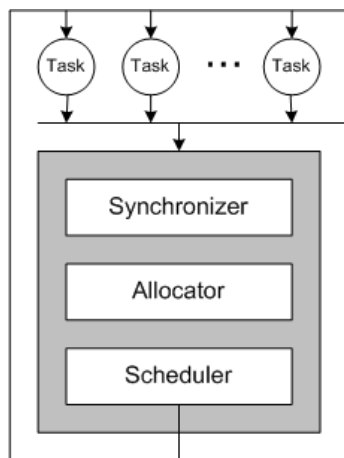 Task Task ... Task
Synchronizer
Allocator
Scheduler